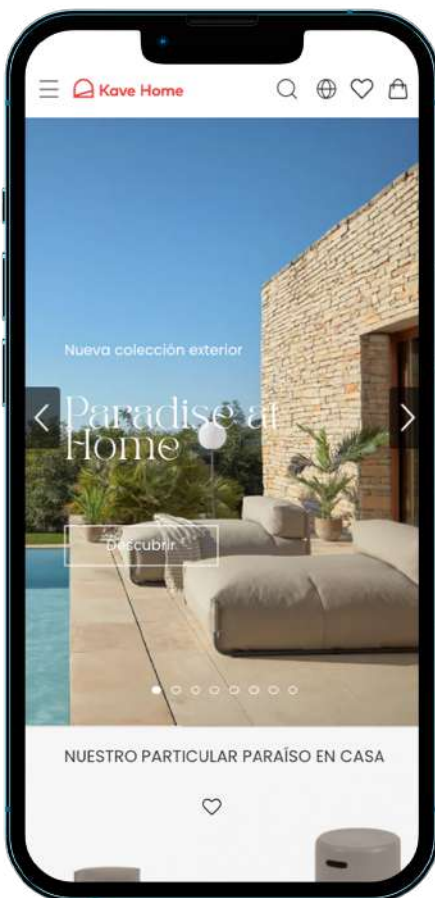 Kave Home
Nueva colección exterior
Paradise at
Home
Descubrir
NUESTRO PARTICULAR PARAÍSO EN CASA